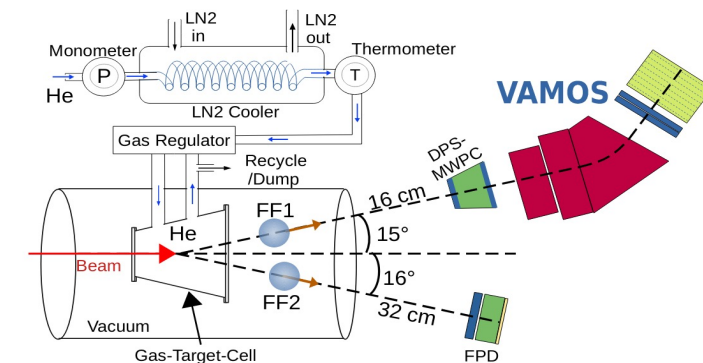 LN2
in
LN2
out
Monometer
Thermometer
P
T
He
LN2 Cooler
VAMOS
Gas Regulator
DPS-
MWPC
Recycle
/Dump
16 cm
FF1
He
15°
Beam
16°
FF2
32 cm
Vacuum
Gas-Target-Cell
FPD